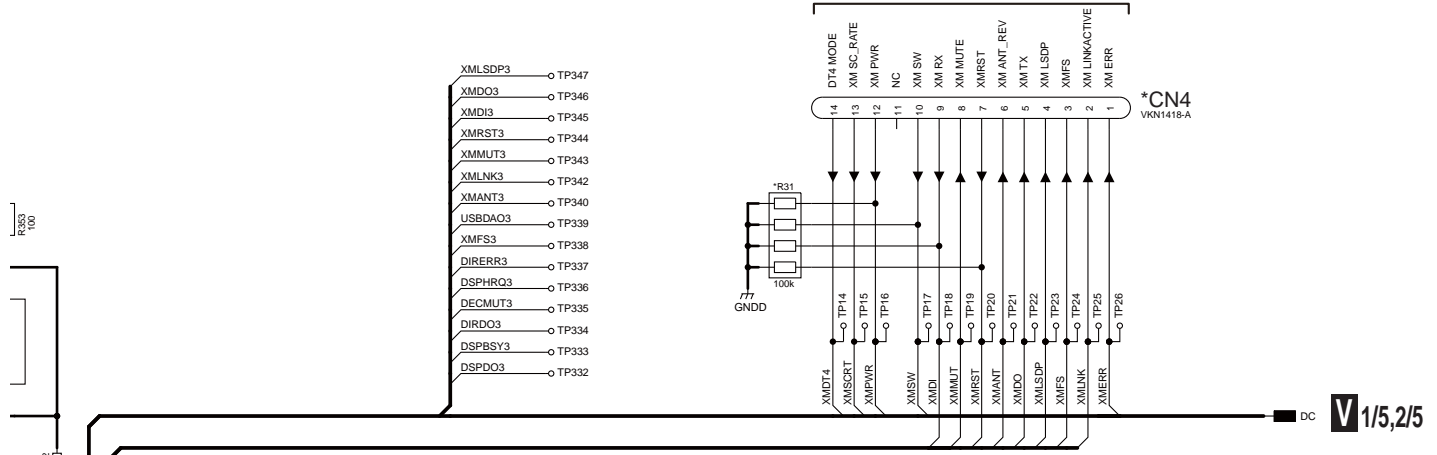 DT4 MODE
XM SC_RATE
XM PWR
NC
XM SW
XM RX
XM MUTE
XMRST
XM ANT_REV
XM TX
XM LSDP
XMFS
XM LINKACTIVE
XM ERR
14 13 12 11 10 9 8 7 6 5 4 3 2 1
*CN4
VKN1418-A
XMLSDP3 TP347
XMDO3 TP346
XMDI3 TP345
XMRST3 TP344
XMMUT3 TP343
XMLNK3 TP342
XMANT3 TP340
USBDAO3 TP339
XMFS3 TP338
DIRERR3 TP337
DSPHRQ3 TP336
DECMUT3 TP335
DIRDO3 TP334
DSPBSY3 TP333
DSPDO3 TP332
R353
100
*R31
100k
GNDD
TP14
TP15
TP16
TP17
TP18
TP19
TP20
TP21
TP22
TP23
TP24
TP25
TP26
XMDT4
XMSCRT
XMPWR
XMSW
XMDI
XMMUT
XMRST
XMANT
XMDO
XMLSDP
XMFS
XMLNK
XMERR
DC
V 1/5,2/5